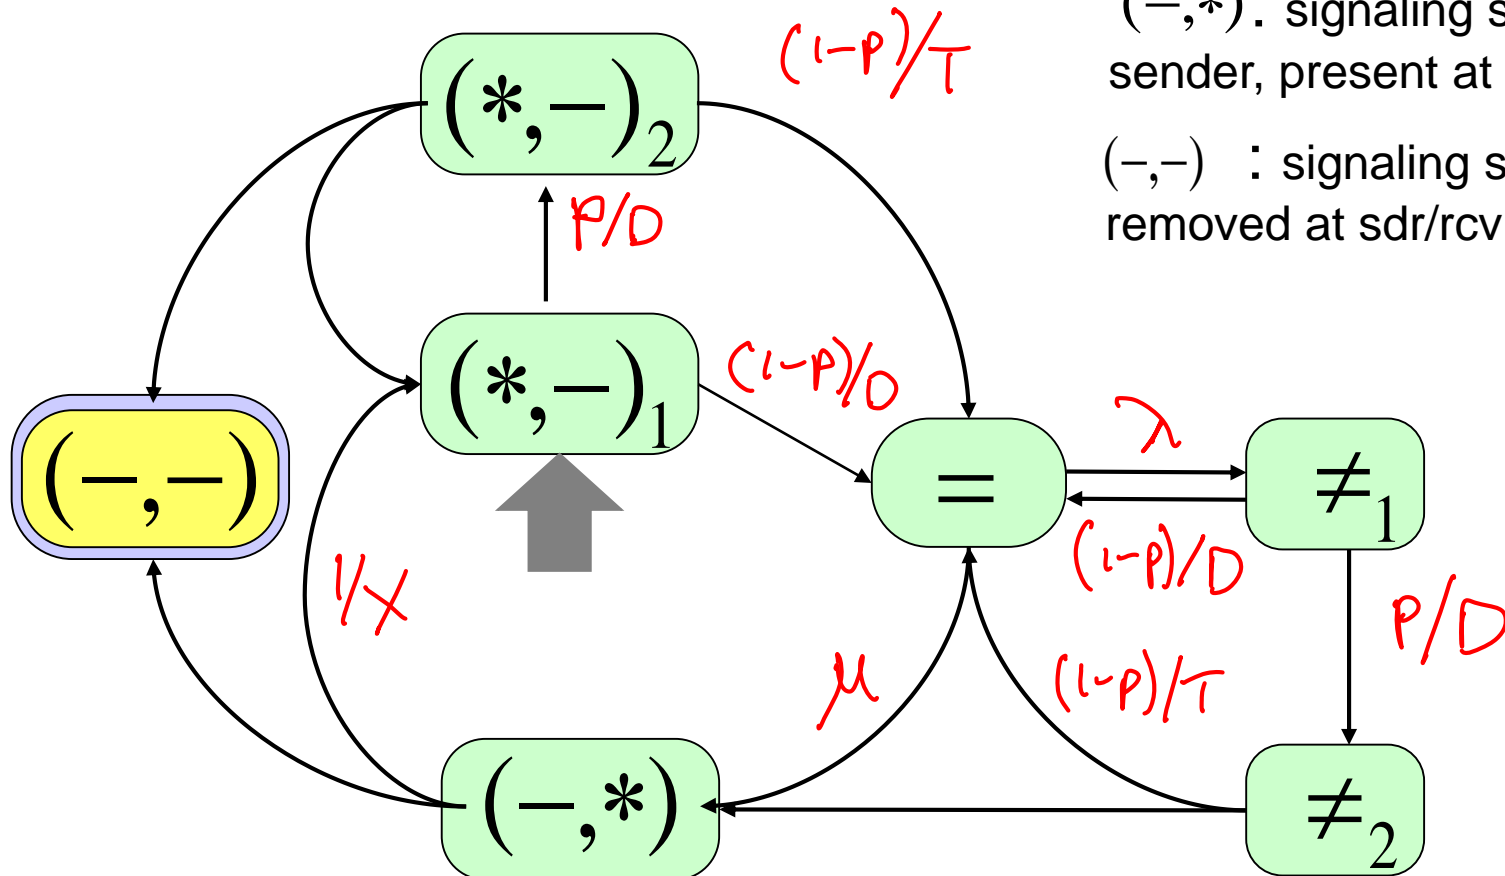 (−,*) : signaling s
sender, present at
(−,−) : signaling s
removed at sdr/rcv
(*,−)2
(1-p)/T
P/D
(*,−)1
(1-p)/D
(−,−)
=
λ
≠1
(1-p)/D
P/D
1/X
μ
(1-p)/T
(−,*)
≠2